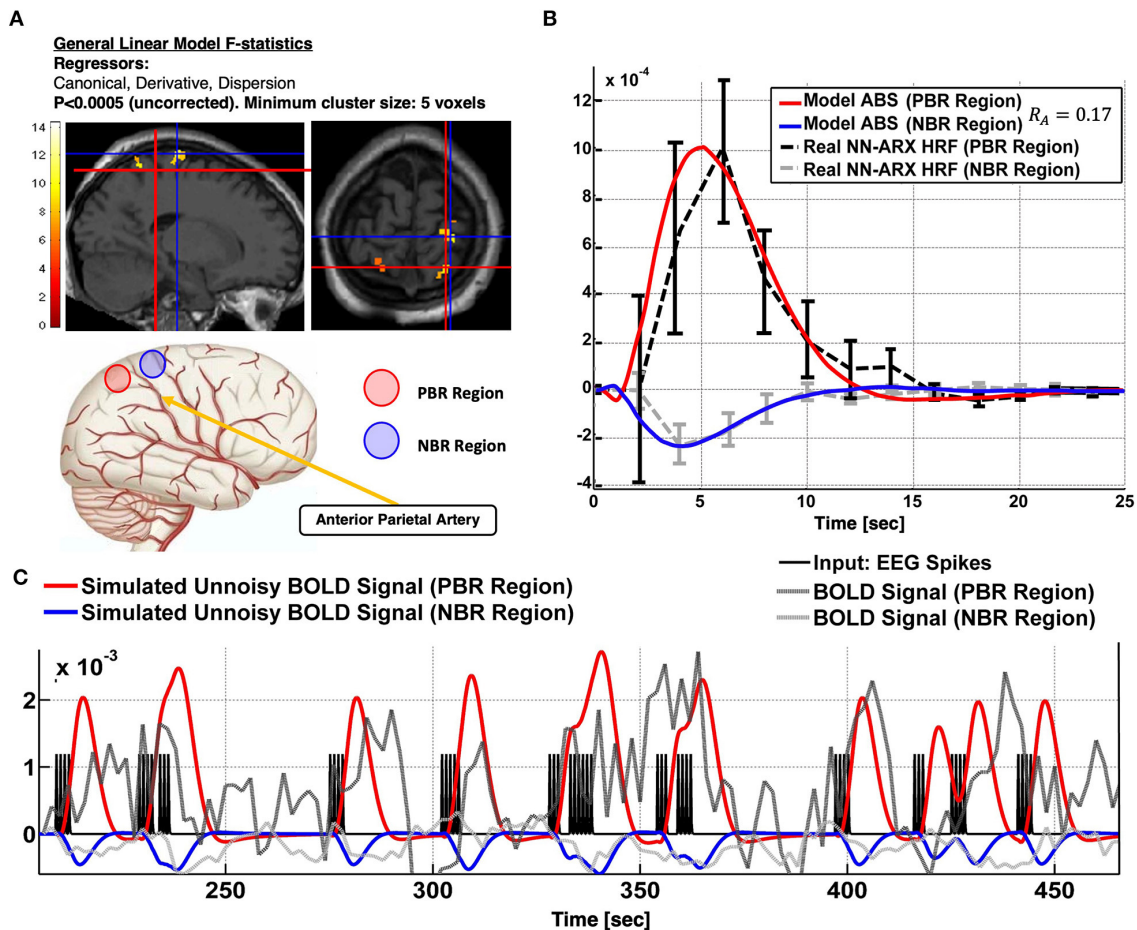 A
General Linear Model F-statistics
Regressors:
Canonical, Derivative, Dispersion
P<0.0005 (uncorrected). Minimum cluster size: 5 voxels
14
12
10
8
6
4
2
0
PBR Region
NBR Region
Anterior Parietal Artery
B
x 10⁻⁴
Model ABS (PBR Region)
Model ABS (NBR Region)
R_A = 0.17
Real NN-ARX HRF (PBR Region)
Real NN-ARX HRF (NBR Region)
12
10
8
6
4
2
0
-2
-4
0
5
10
15
20
25
Time [sec]
C
Simulated Unnoisy BOLD Signal (PBR Region)
Simulated Unnoisy BOLD Signal (NBR Region)
Input: EEG Spikes
BOLD Signal (PBR Region)
BOLD Signal (NBR Region)
x 10⁻³
2
1
0
250
300
350
400
450
Time [sec]